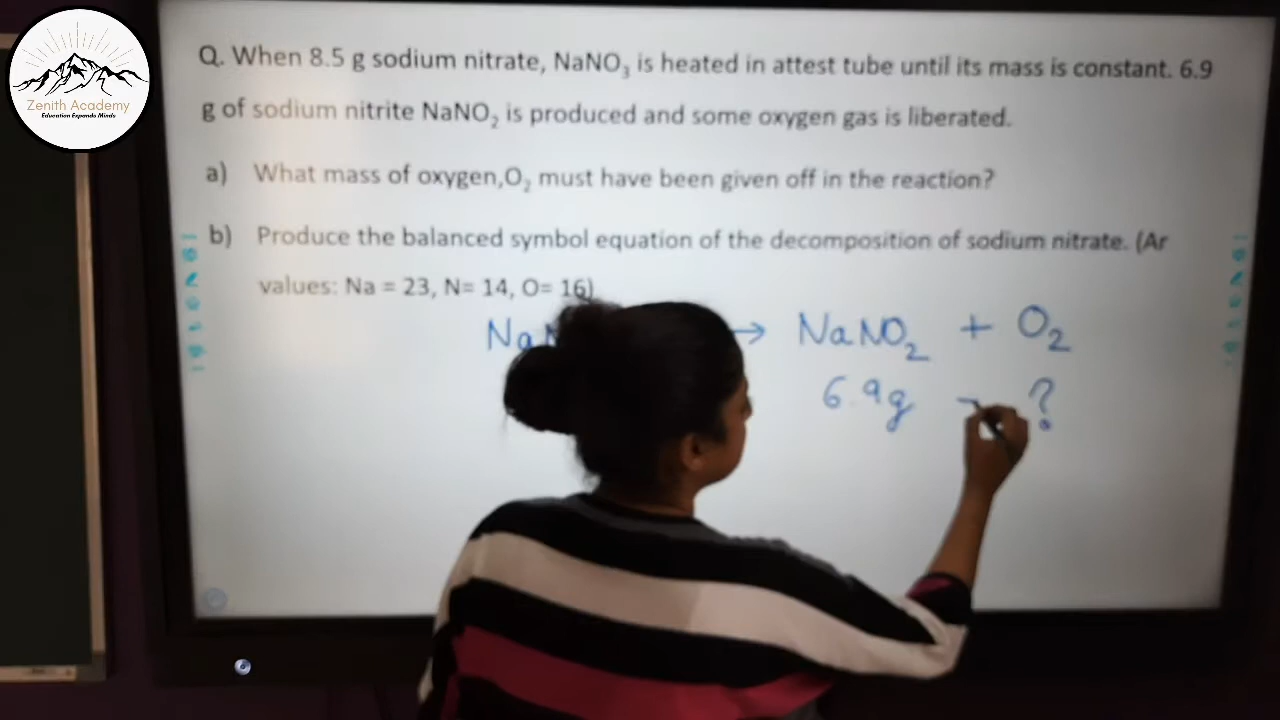 Zenith Academy
Education Expends Minds
Q. When 8.5 g sodium nitrate, NaNO₃ is heated in attest tube until its mass is constant. 6.9
g of sodium nitrite NaNO₂ is produced and some oxygen gas is liberated.
a) What mass of oxygen,O₂ must have been given off in the reaction?
b) Produce the balanced symbol equation of the decomposition of sodium nitrate. (Ar
values: Na = 23, N= 14, O= 16)
→ NaNO₂ + O₂
6.9g ?